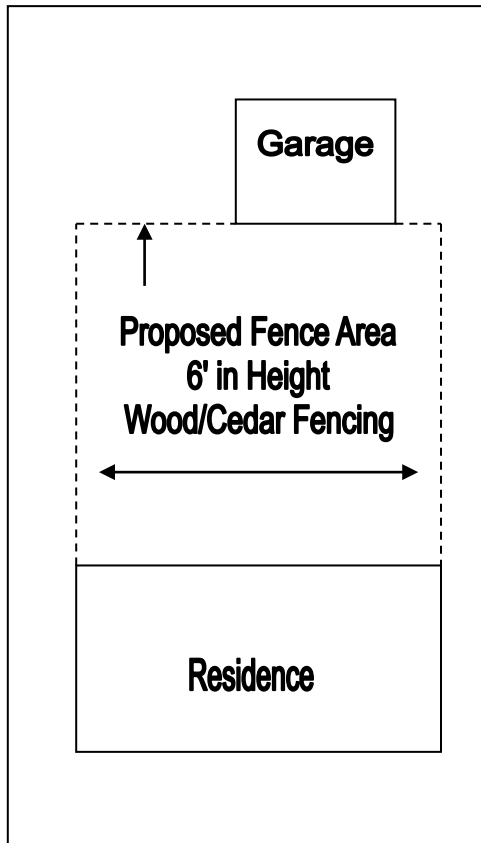 Garage
Proposed Fence Area
6' in Height
Wood/Cedar Fencing
Residence